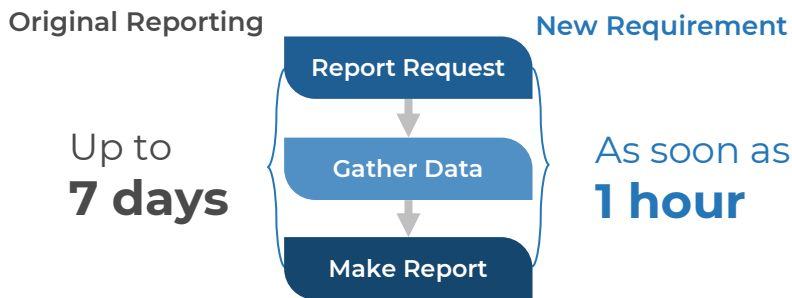 Original Reporting
New Requirement
Report Request
Gather Data
Make Report
Up to
7 days
As soon as
1 hour